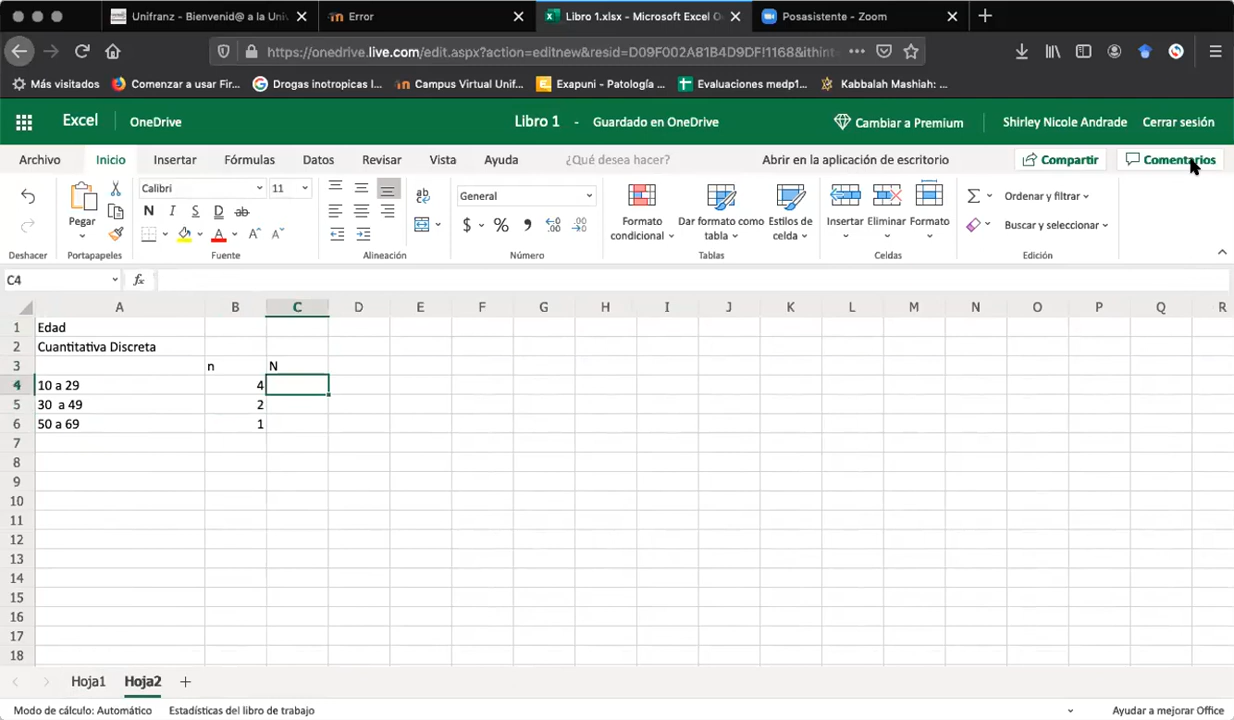 Unifranz - Bienvenid@ a la Uni
Error
Libro 1.xlsx - Microsoft Excel O
Posasistente - Zoom
https://onedrive.live.com/edit.aspx?action=editnew&resid=D09F002A81B4D9DF!1168&ithint
Más visitados
Comenzar a usar Fir...
Drogas inotropicas l...
Campus Virtual Unif...
Exapuni - Patología ...
Evaluaciones medp1...
Kabbalah Mashiah: ...
Excel
OneDrive
Libro 1 - Guardado en OneDrive
Cambiar a Premium
Shirley Nicole Andrade
Cerrar sesión
Archivo
Inicio
Insertar
Fórmulas
Datos
Revisar
Vista
Ayuda
¿Qué desea hacer?
Abrir en la aplicación de escritorio
Compartir
Comentarios
Pegar
Calibri
11
N I S D ab
A A A
ab
General
$ % ,
Formato condicional
Dar formato como tabla
Estilos de celda
Insertar
Eliminar
Formato
Σ
Ordenar y filtrar
Buscar y seleccionar
Deshacer
Portapapeles
Fuente
Alineación
Número
Tablas
Celdas
Edición
C4
fx
A B C D E F G H I J K L M N O P Q R
1 Edad
2 Cuantitativa Discreta
3 n N
4 10 a 29 4
5 30 a 49 2
6 50 a 69 1
7
8
9
10
11
12
13
14
15
16
17
18
Hoja1
Hoja2
Modo de cálculo: Automático
Estadísticas del libro de trabajo
Ayudar a mejorar Office